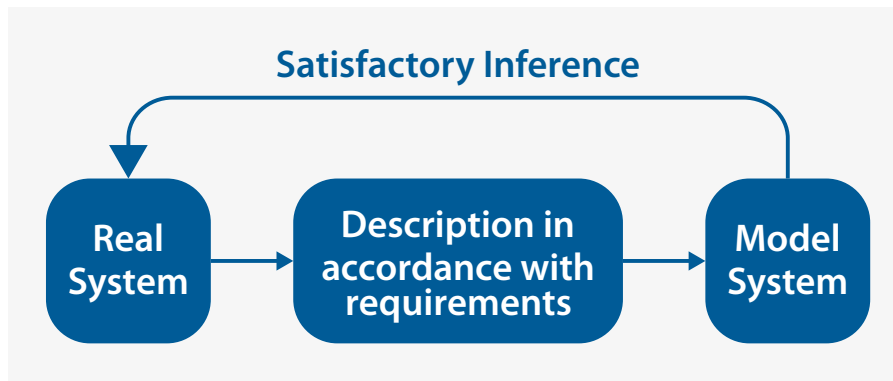 Satisfactory Inference
Real
System
Description in
accordance with
requirements
Model
System